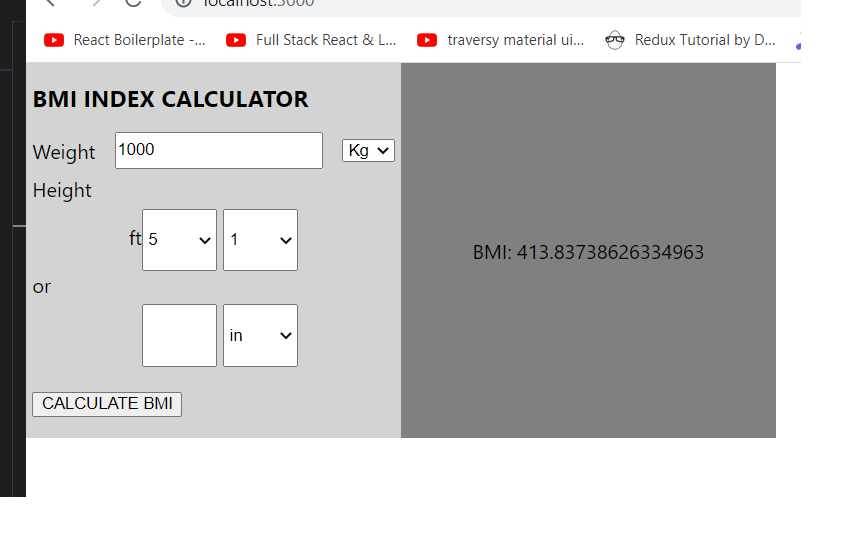 localhost:3000
React Boilerplate -... Full Stack React & L... traversy material ui... Redux Tutorial by D...
BMI INDEX CALCULATOR
Weight 1000 Kg
Height
ft 5 1
BMI: 413.83738626334963
or
in
CALCULATE BMI